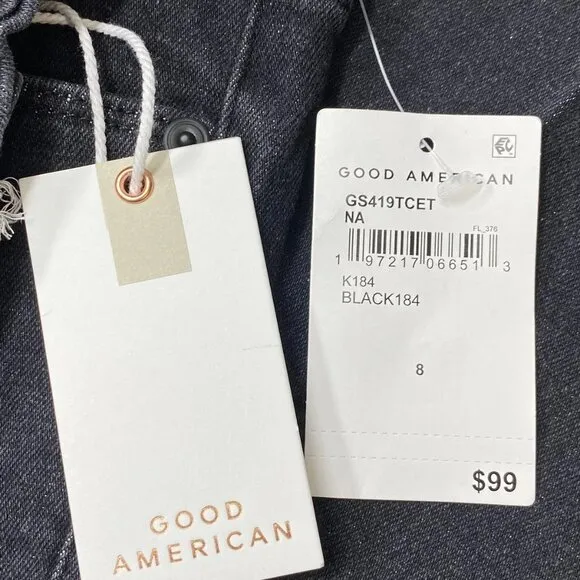 GOOD
AMERICAN
GOOD AMERICAN
GS419TCET
NA
FL_376
1 97217 06651 3
K184
BLACK184
8
$99